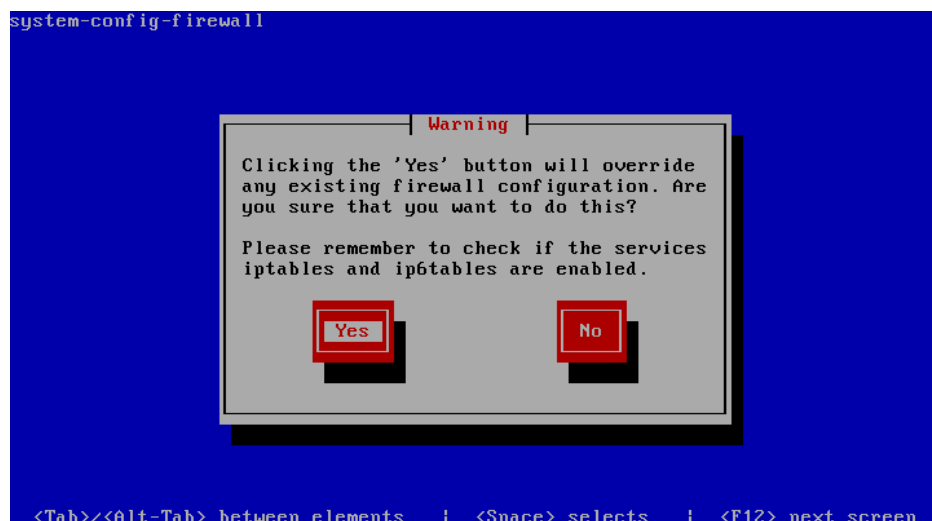 system-config-firewall
Warning
Clicking the 'Yes' button will override
any existing firewall configuration. Are
you sure that you want to do this?
Please remember to check if the services
iptables and ip6tables are enabled.
Yes No
<Tab>/<Alt-Tab> between elements | <Space> selects | <F12> next screen